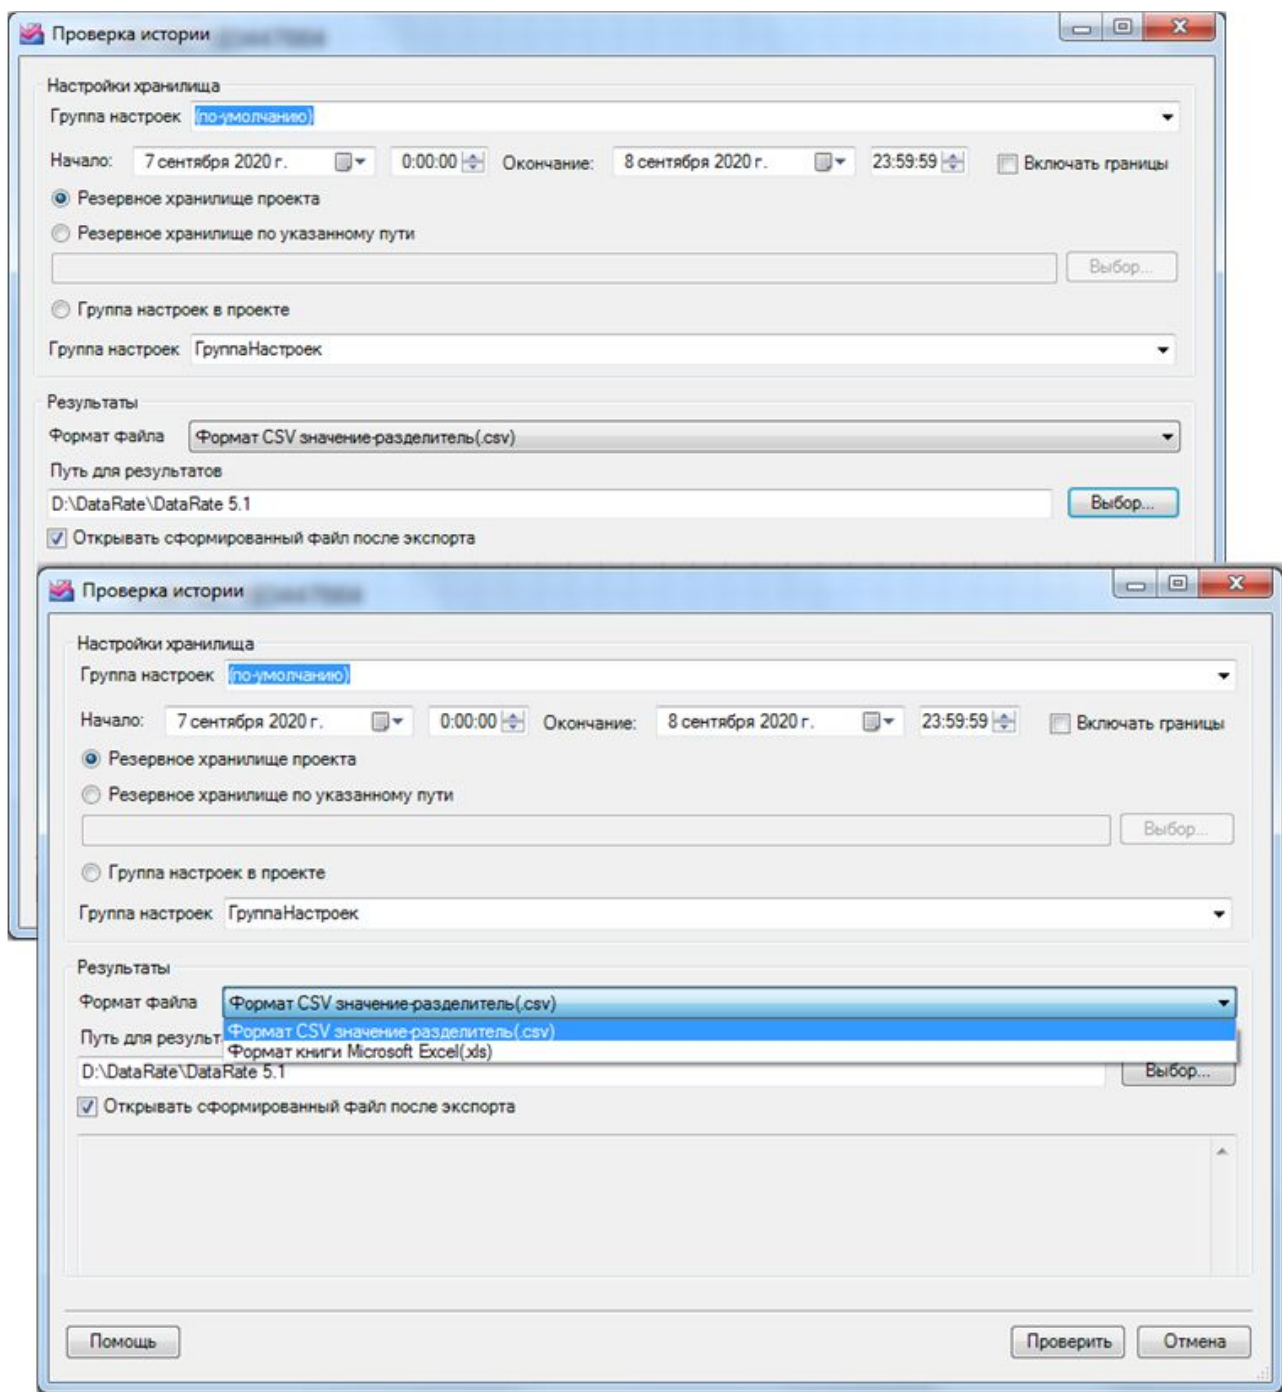 Проверка истории
Настройки хранилища
Группа настроек (по-умолчанию)
Начало: 7 сентября 2020 г. 0:00:00 Окончание: 8 сентября 2020 г. 23:59:59 Включать границы
Резервное хранилище проекта
Резервное хранилище по указанному пути
Выбор...
Группа настроек в проекте
Группа настроек ГруппаНастроек
Результаты
Формат файла Формат CSV значение-разделитель(.csv)
Путь для результатов
D:\DataRate\DataRate 5.1 Выбор...
Открывать сформированный файл после экспорта
Проверка истории
Настройки хранилища
Группа настроек (по-умолчанию)
Начало: 7 сентября 2020 г. 0:00:00 Окончание: 8 сентября 2020 г. 23:59:59 Включать границы
Резервное хранилище проекта
Резервное хранилище по указанному пути
Выбор...
Группа настроек в проекте
Группа настроек ГруппаНастроек
Результаты
Формат файла Формат CSV значение-разделитель(.csv)
Путь для результ Формат CSV значение-разделитель(.csv)
Формат книги Microsoft Excel(.xls)
D:\DataRate\DataRate 5.1 Выбор...
Открывать сформированный файл после экспорта
Помощь Проверить Отмена